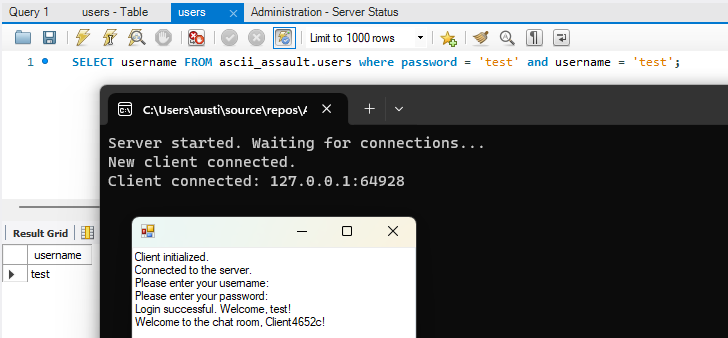 Query 1
users - Table
users
Administration - Server Status
Limit to 1000 rows
1 SELECT username FROM ascii_assault.users where password = 'test' and username = 'test';
C:\Users\austi\source\repos\A
Server started. Waiting for connections...
New client connected.
Client connected: 127.0.0.1:64928
Client initialized.
Connected to the server.
Please enter your username:
Please enter your password:
Login successful. Welcome, test!
Welcome to the chat room, Client4652c!
Result Grid
username
test